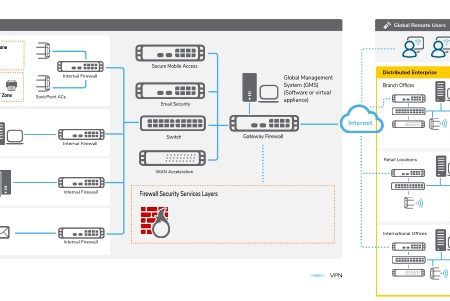 Global Remote Users
one
Internal Firewall
SonicPoint ACe
Zone
Secure Mobile Access
Email Security
Switch
WAN Acceleration
Global Management
System (GMS)
(Software or virtual
appliance)
Gateway Firewall
Internet
Distributed Enterprise
Branch Offices
Retail Locations
International Offices
Internal Firewall
Internal Firewall
Internal Firewall
Firewall Security Services Layers
VPN